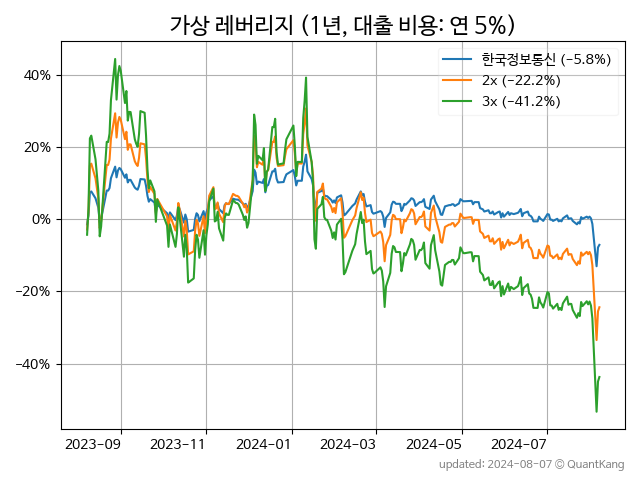 가상 레버리지 (1년, 대출 비용: 연 5%)
한국정보통신 (−5.8%)
2x (−22.2%)
3x (−41.2%)
40%
20%
0%
−20%
−40%
2023-09
2023-11
2024-01
2024-03
2024-05
2024-07
updated: 2024-08-07 © QuantKang